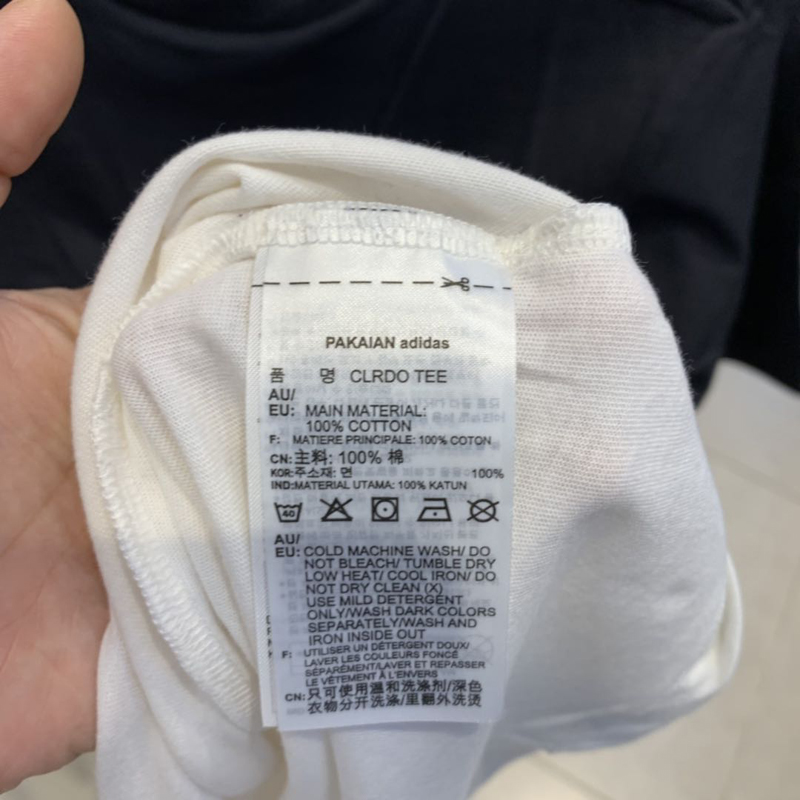 PAKAIAN adidas
품 명 CLRDO TEE
AU/
EU: MAIN MATERIAL:
100% COTTON
F: MATIERE PRINCIPALE: 100% COTON
CN:主料: 100% 棉
KOR:주소재: 면 100%
IND:MATERIAL UTAMA: 100% KATUN
40
AU/
EU: COLD MACHINE WASH/ DO
NOT BLEACH/ TUMBLE DRY
LOW HEAT/ COOL IRON/ DO
NOT DRY CLEAN (X)
USE MILD DETERGENT
ONLY/WASH DARK COLORS
SEPARATELY/WASH AND
IRON INSIDE OUT
F: UTILISER UN DÉTERGENT DOUX/
LAVER LES COULEURS FONCÉ
SÉPARÉMENT/LAVER ET REPASSER
LE VÊTEMENT À L'ENVERS
CN:只可使用温和洗涤剂/深色
衣物分开洗涤/里翻外洗烫